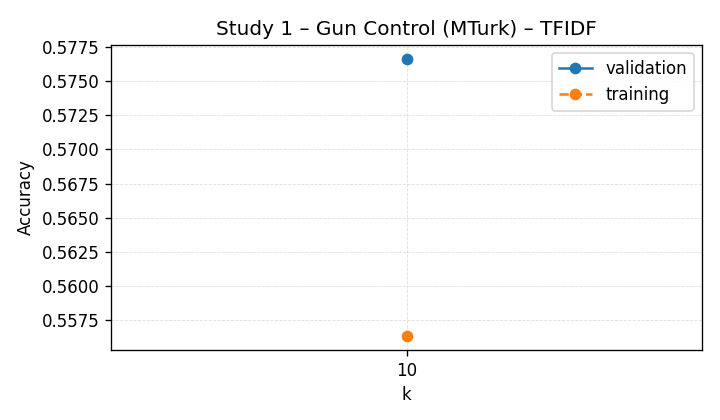 Study 1 – Gun Control (MTurk) – TFIDF
validation
training
Accuracy
0.5775
0.5750
0.5725
0.5700
0.5675
0.5650
0.5625
0.5600
0.5575
10
k